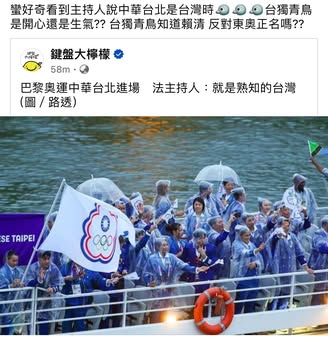 蠻好奇看到主持人說中華台北是台灣時🐦🐦🐦台獨青鳥
是開心還是生氣?? 台獨青鳥知道賴清 反對東奧正名嗎??
鍵盤大檸檬
58m
巴黎奧運中華台北進場 法主持人：就是熟知的台灣
(圖／路透)
ESE TAIPEI